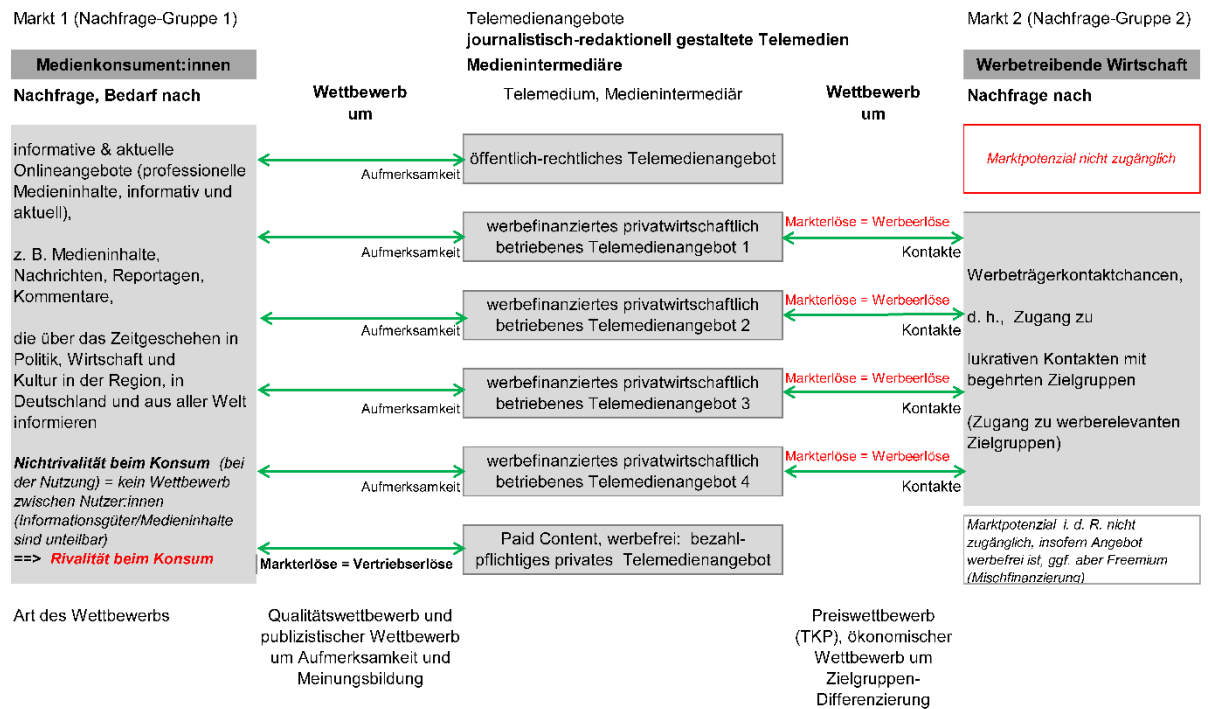 Markt 1 (Nachfrage-Gruppe 1)
Telemedienangebote
journalistisch-redaktionell gestaltete Telemedien
Markt 2 (Nachfrage-Gruppe 2)
Medienkonsument:innen
Medienintermediäre
Werbetreibende Wirtschaft
Nachfrage, Bedarf nach
Wettbewerb
um
Telemedium, Medienintermediär
Wettbewerb
um
Nachfrage nach
informative & aktuelle
Onlineangebote (professionelle
Medieninhalte, informativ und
aktuell),
z. B. Medieninhalte,
Nachrichten, Reportagen,
Kommentare,
die über das Zeitgeschehen in
Politik, Wirtschaft und
Kultur in der Region, in
Deutschland und aus aller Welt
informieren
Nichtrivalität beim Konsum (bei
der Nutzung) = kein Wettbewerb
zwischen Nutzer:innen
(Informationsgüter/Medieninhalte
sind unteilbar)
==> Rivalität beim Konsum
Aufmerksamkeit
öffentlich-rechtliches Telemedienangebot
Marktpotenzial nicht zugänglich
Aufmerksamkeit
werbefinanziertes privatwirtschaftlich
betriebenes Telemedienangebot 1
Markterlöse = Werbeerlöse
Kontakte
Aufmerksamkeit
werbefinanziertes privatwirtschaftlich
betriebenes Telemedienangebot 2
Markterlöse = Werbeerlöse
Kontakte
Aufmerksamkeit
werbefinanziertes privatwirtschaftlich
betriebenes Telemedienangebot 3
Markterlöse = Werbeerlöse
Kontakte
Aufmerksamkeit
werbefinanziertes privatwirtschaftlich
betriebenes Telemedienangebot 4
Markterlöse = Werbeerlöse
Kontakte
Werbeträgerkontaktchancen,
d. h., Zugang zu
lukrativen Kontakten mit
begehrten Zielgruppen
(Zugang zu werberelevanten
Zielgruppen)
Markterlöse = Vertriebserlöse
Paid Content, werbefrei: bezahl-
pflichtiges privates Telemedienangebot
Marktpotenzial i. d. R. nicht
zugänglich, insofern Angebot
werbefrei ist, ggf. aber Freemium
(Mischfinanzierung)
Art des Wettbewerbs
Qualitätswettbewerb und
publizistischer Wettbewerb
um Aufmerksamkeit und
Meinungsbildung
Preiswettbewerb
(TKP), ökonomischer
Wettbewerb um
Zielgruppen-
Differenzierung